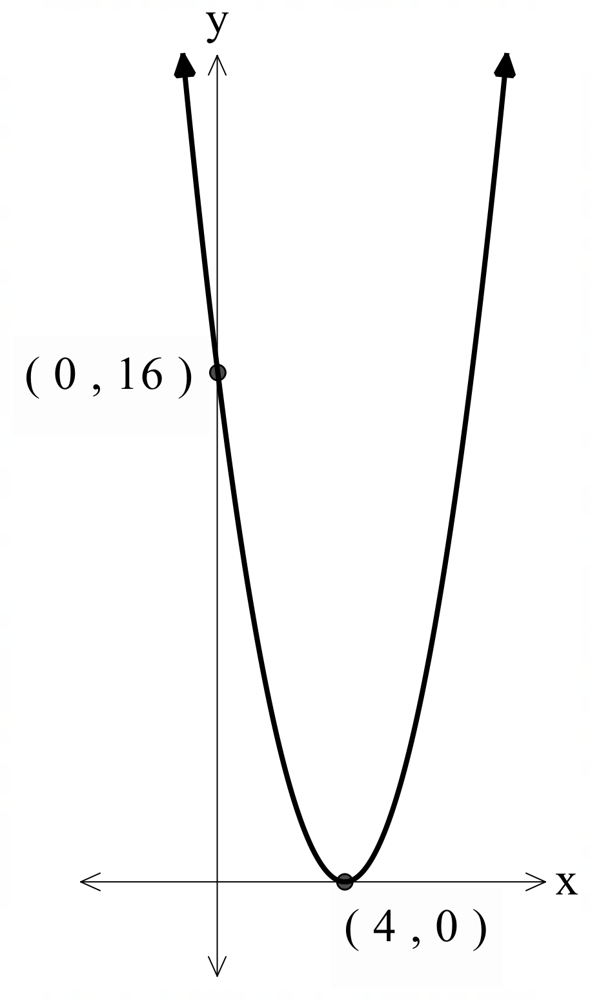 y
( 0 , 16 )
x
( 4 , 0 )